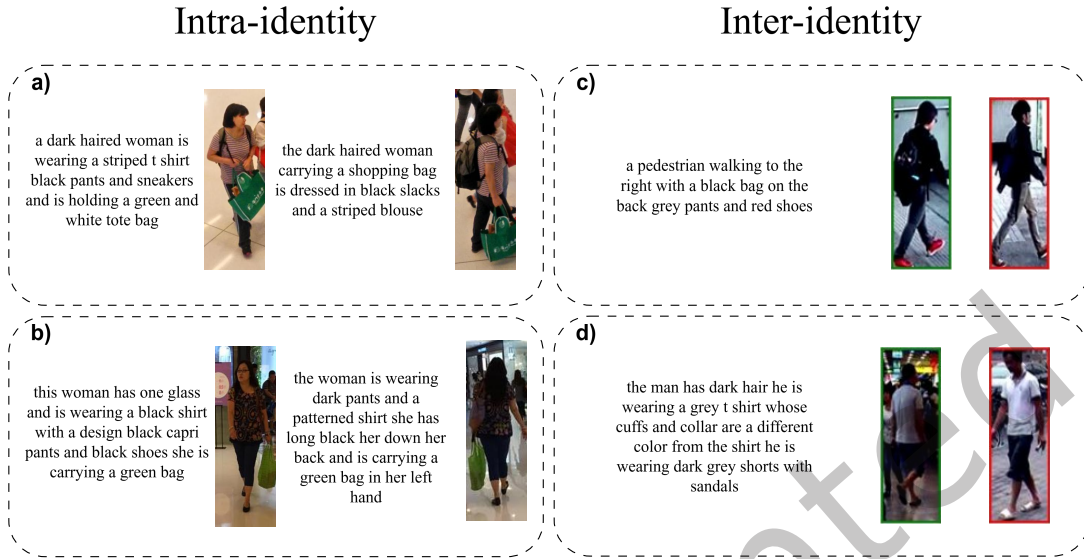 Intra-identity
Inter-identity
a)
a dark haired woman is
wearing a striped t shirt
black pants and sneakers
and is holding a green and
white tote bag
the dark haired woman
carrying a shopping bag
is dressed in black slacks
and a striped blouse
c)
a pedestrian walking to the
right with a black bag on the
back grey pants and red shoes
b)
this woman has one glass
and is wearing a black shirt
with a design black capri
pants and black shoes she is
carrying a green bag
the woman is wearing
dark pants and a
patterned shirt she has
long black her down her
back and is carrying a
green bag in her left
hand
d)
the man has dark hair he is
wearing a grey t shirt whose
cuffs and collar are a different
color from the shirt he is
wearing dark grey shorts with
sandals